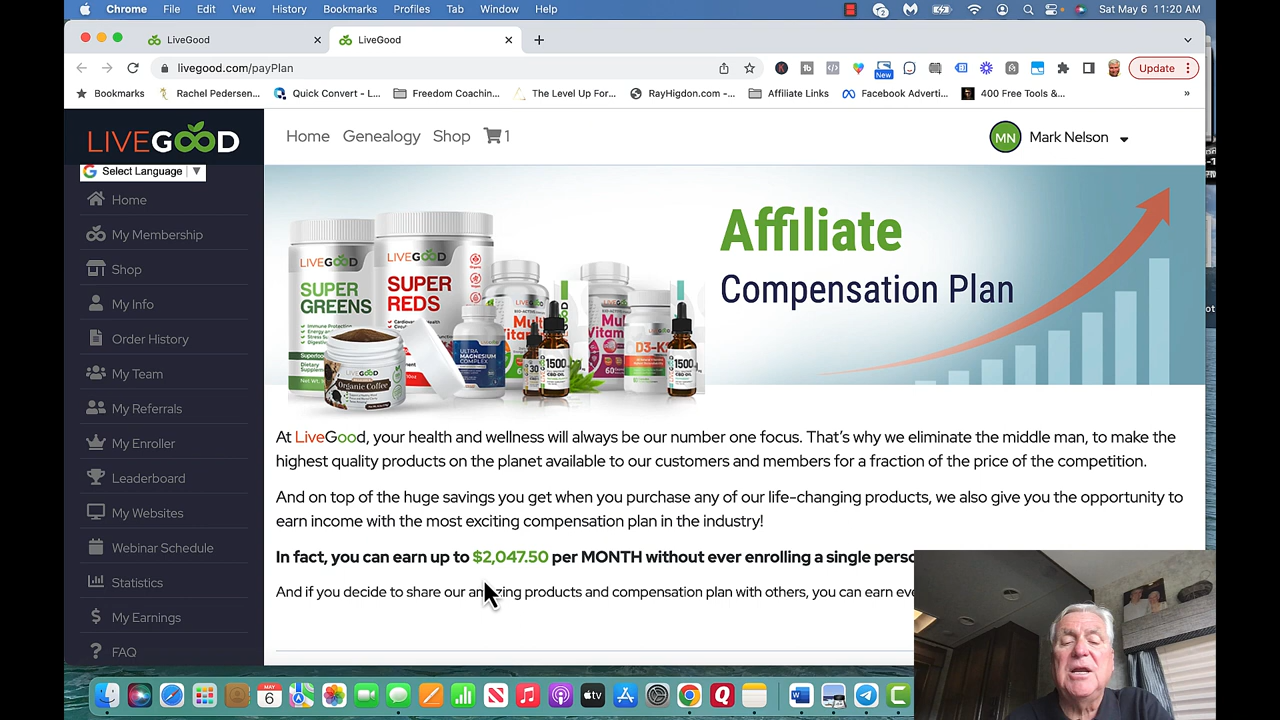 Chrome File Edit View History Bookmarks Profiles Tab Window Help Sat May 6 11:20 AM
LiveGood LiveGood
livegood.com/payPlan New Update
Bookmarks Rachel Pedersen... Quick Convert - L... Freedom Coachin... The Level Up For... RayHigdon.com -... Affiliate Links Facebook Adverti... 400 Free Tools &... »
LIVEGOOD Home Genealogy Shop 1 MN Mark Nelson
Select Language
Home
My Membership
Shop
My Info
Order History
My Team
My Referrals
My Enroller
Leaderboard
My Websites
Webinar Schedule
Statistics
My Earnings
FAQ
Affiliate
Compensation Plan
LIVEGOOD
SUPER
GREENS
LIVEGOOD
SUPER
REDS
ULTRA
MAGNESIUM
COMPLEX
Organic Coffee
1500
D3-K
1500
At LiveGood, your health and wellness will always be our number one focus. That's why we eliminate the middle man, to make the
highest quality products on the planet available to our customers and members for a fraction of the price of the competition.
And on top of the huge savings you get when you purchase any of our life-changing products, we also give you the opportunity to
earn income with the most exciting compensation plan in the industry!
In fact, you can earn up to $2,047.50 per MONTH without ever enrolling a single perso
And if you decide to share our amazing products and compensation plan with others, you can earn eve